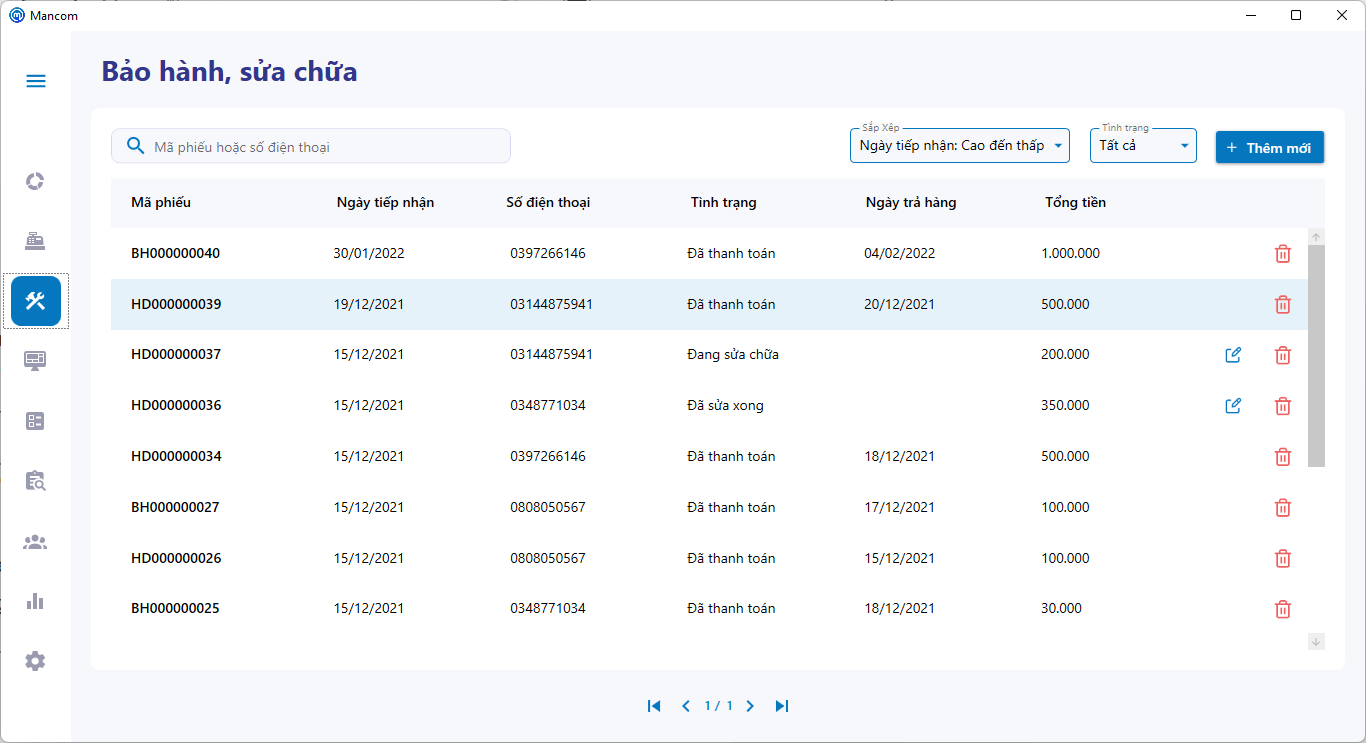 Mancom
Bảo hành, sửa chữa
Mã phiếu hoặc số điện thoại
Sắp Xếp
Ngày tiếp nhận: Cao đến thấp
Tình trạng
Tất cả
+ Thêm mới
Mã phiếu Ngày tiếp nhận Số điện thoại Tình trạng Ngày trả hàng Tổng tiền
BH000000040 30/01/2022 0397266146 Đã thanh toán 04/02/2022 1.000.000
HD000000039 19/12/2021 03144875941 Đã thanh toán 20/12/2021 500.000
HD000000037 15/12/2021 03144875941 Đang sửa chữa 200.000
HD000000036 15/12/2021 0348771034 Đã sửa xong 350.000
HD000000034 15/12/2021 0397266146 Đã thanh toán 18/12/2021 500.000
BH000000027 15/12/2021 0808050567 Đã thanh toán 17/12/2021 100.000
HD000000026 15/12/2021 0808050567 Đã thanh toán 15/12/2021 100.000
BH000000025 15/12/2021 0348771034 Đã thanh toán 18/12/2021 30.000
1 / 1